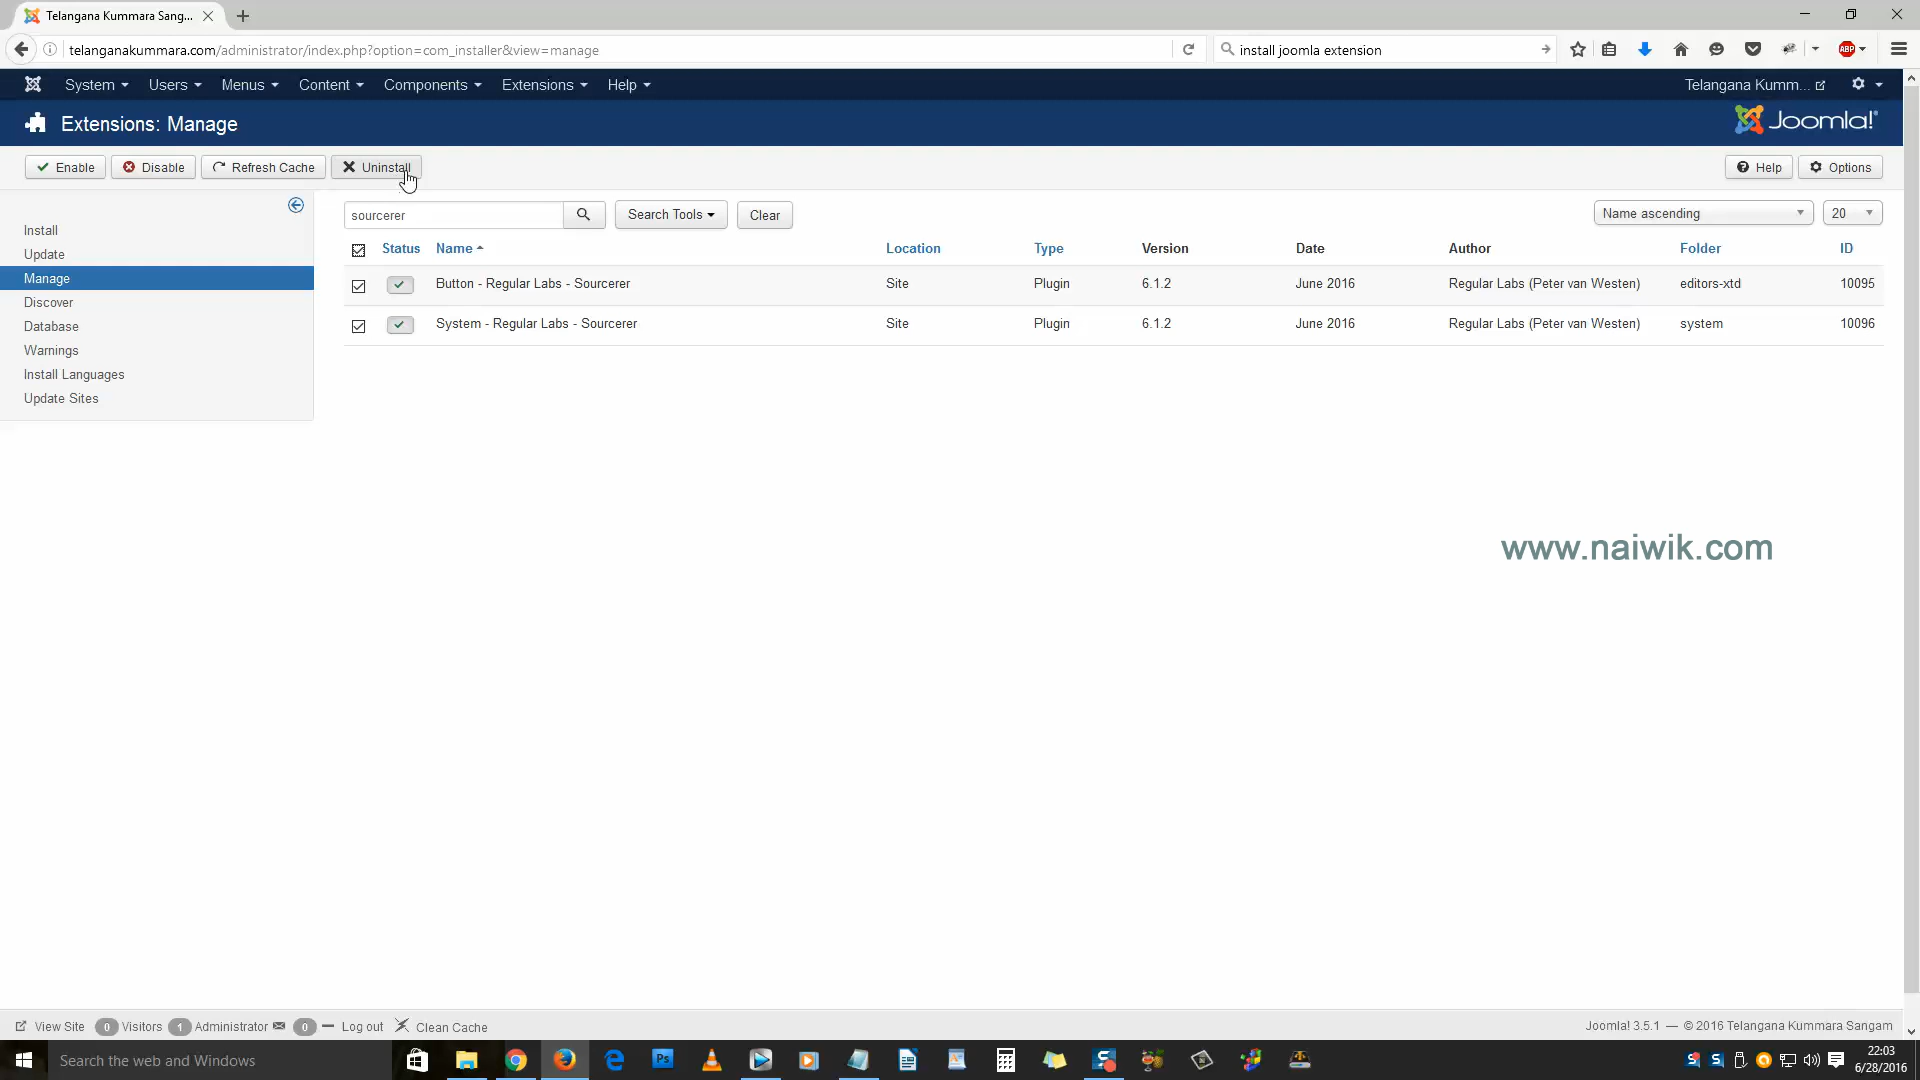 Telangana Kummara Sang...
telanganakummara.com/administrator/index.php?option=com_installer&view=manage
install joomla extension
ABP
System Users Menus Content Components Extensions Help
Telangana Kumm...
Extensions: Manage
Joomla!
Enable Disable Refresh Cache Uninstall
Help Options
sourcerer
Search Tools Clear
Name ascending 20
Install
Update
Manage
Discover
Database
Warnings
Install Languages
Update Sites
Status Name Location Type Version Date Author Folder ID
Button - Regular Labs - Sourcerer Site Plugin 6.1.2 June 2016 Regular Labs (Peter van Westen) editors-xtd 10095
System - Regular Labs - Sourcerer Site Plugin 6.1.2 June 2016 Regular Labs (Peter van Westen) system 10096
www.naiwik.com
View Site 0 Visitors 1 Administrator 0 Log out Clean Cache
Joomla! 3.5.1 — © 2016 Telangana Kummara Sangam
Search the web and Windows
Ps
22:03
6/28/2016